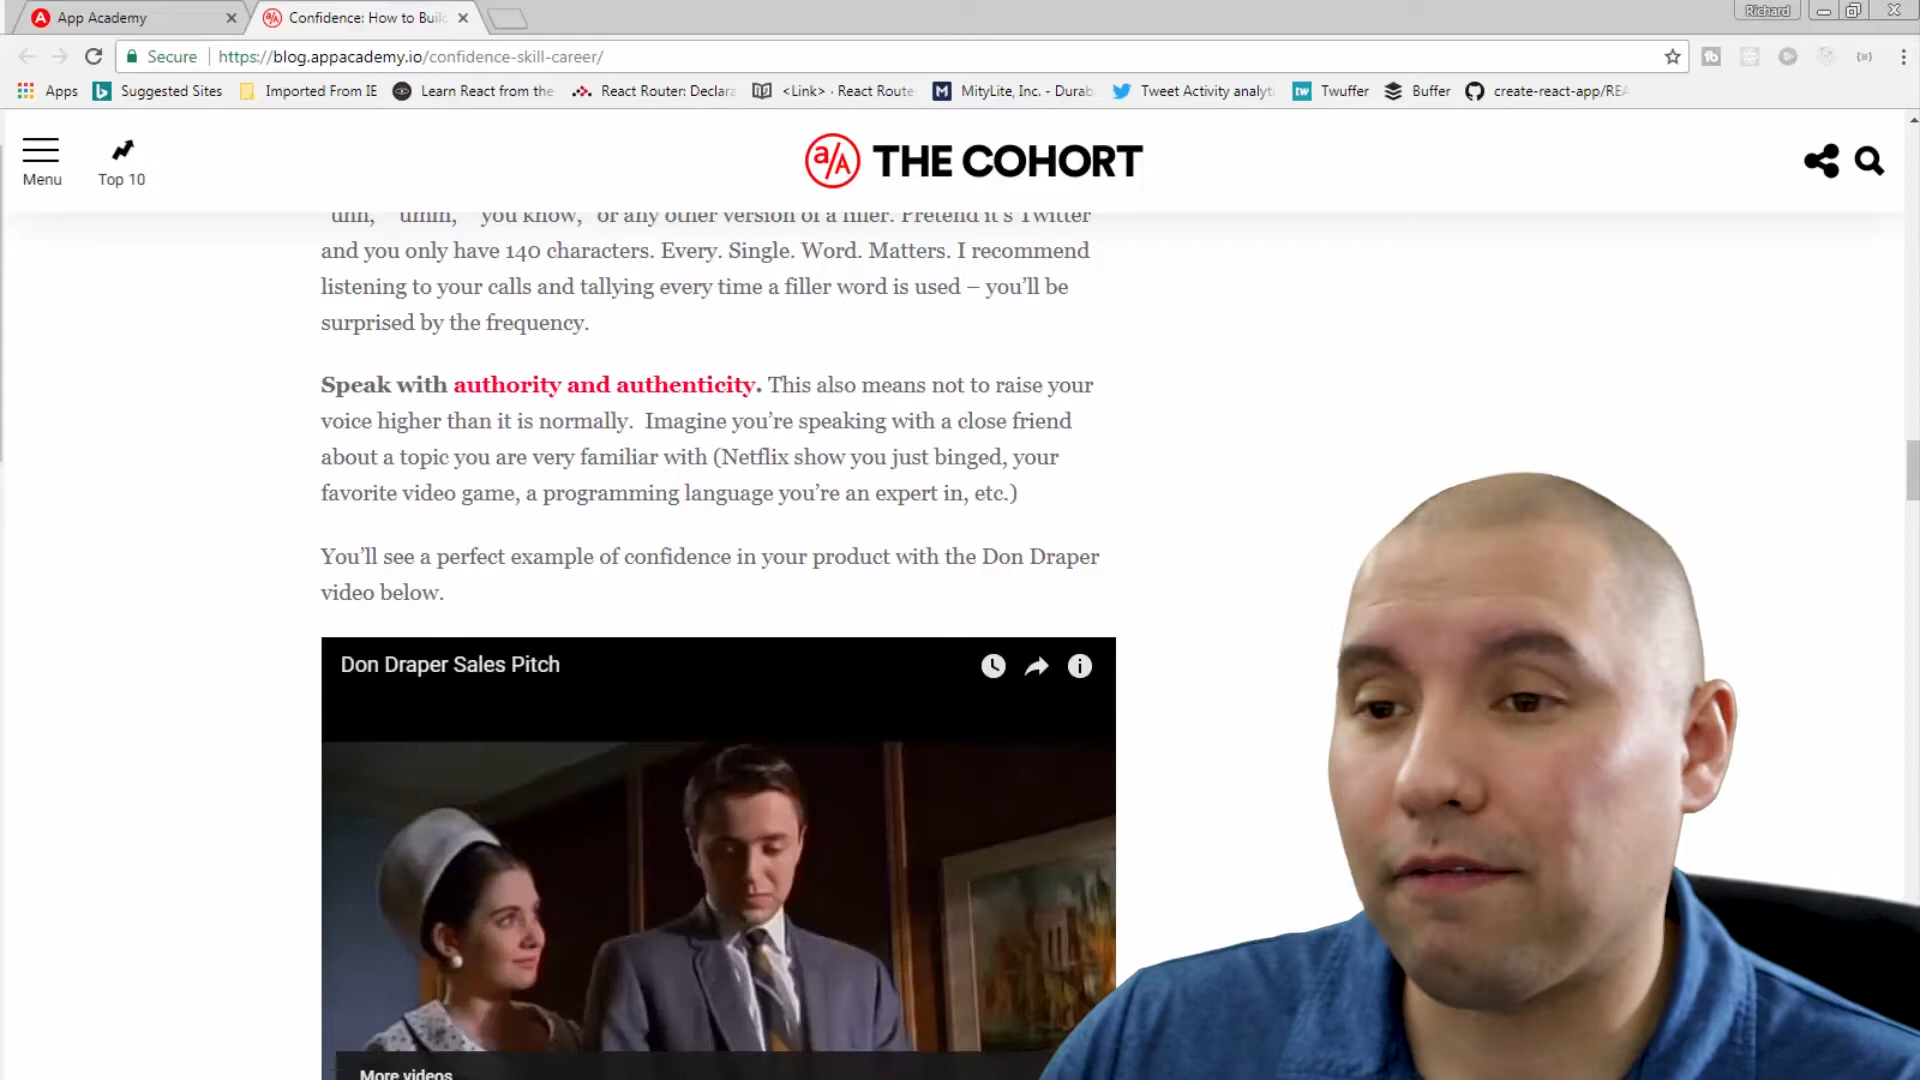 App Academy
Confidence: How to Buil
Richard
Secure
https://blog.appacademy.io/confidence-skill-career/
Apps
Suggested Sites
Imported From IE
Learn React from the
React Router: Declara
<Link> · React Route
MityLite, Inc. - Durab
Tweet Activity analyt
Twuffer
Buffer
create-react-app/REA
Menu
Top 10
a/A THE COHORT
"uhh," "umm," "you know," or any other version of a filler. Pretend it's Twitter
and you only have 140 characters. Every. Single. Word. Matters. I recommend
listening to your calls and tallying every time a filler word is used – you'll be
surprised by the frequency.
Speak with authority and authenticity. This also means not to raise your
voice higher than it is normally. Imagine you're speaking with a close friend
about a topic you are very familiar with (Netflix show you just binged, your
favorite video game, a programming language you're an expert in, etc.)
You'll see a perfect example of confidence in your product with the Don Draper
video below.
Don Draper Sales Pitch
More videos